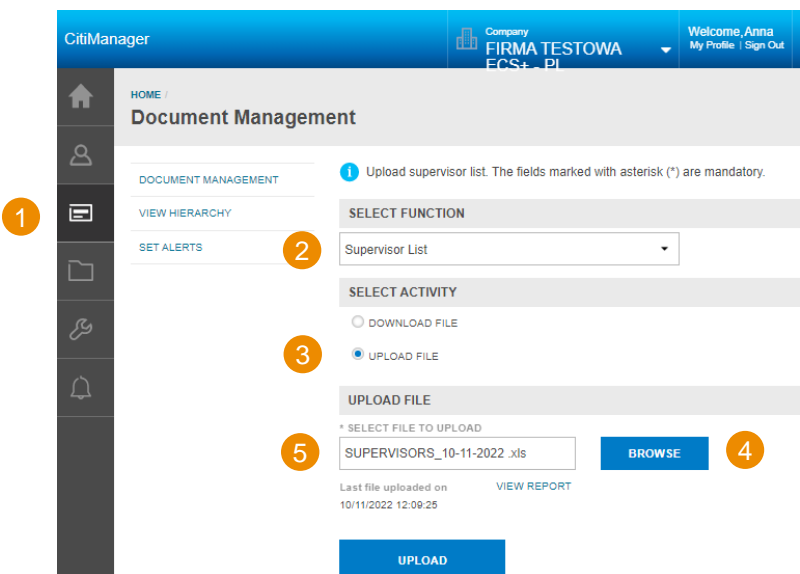 CitiManager
Company
FIRMA TESTOWA
ECS+ - PL
Welcome, Anna
My Profile | Sign Out
HOME /
Document Management
1
DOCUMENT MANAGEMENT
VIEW HIERARCHY
SET ALERTS
i Upload supervisor list. The fields marked with asterisk (*) are mandatory.
SELECT FUNCTION
2
Supervisor List
SELECT ACTIVITY
DOWNLOAD FILE
3
UPLOAD FILE
UPLOAD FILE
* SELECT FILE TO UPLOAD
5
SUPERVISORS_10-11-2022 .xls
BROWSE
4
Last file uploaded on
10/11/2022 12:09:25
VIEW REPORT
UPLOAD